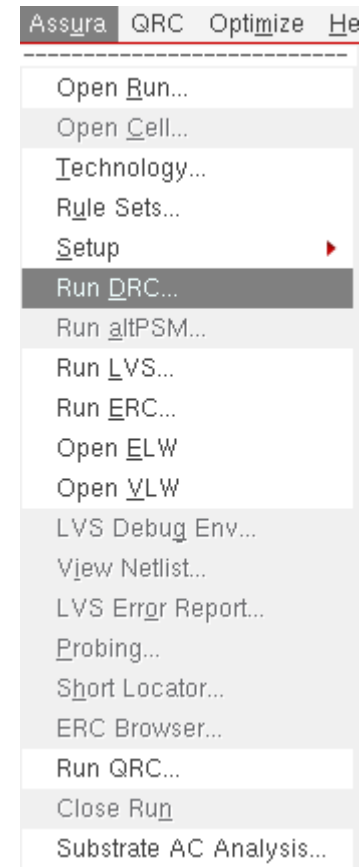 Assura QRC Optimize He
Open Run...
Open Cell...
Technology...
Rule Sets...
Setup
Run DRC...
Run altPSM...
Run LVS...
Run ERC...
Open ELW
Open VLW
LVS Debug Env...
View Netlist...
LVS Error Report...
Probing...
Short Locator...
ERC Browser...
Run QRC...
Close Run
Substrate AC Analysis...